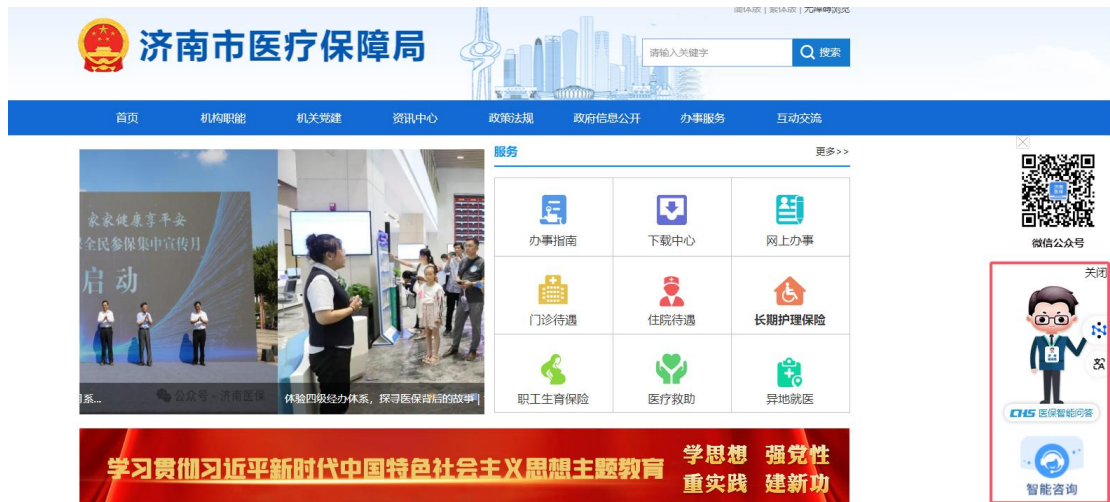 简体版 | 繁体版 | 无障碍浏览
济南市医疗保障局
请输入关键字
搜索
首页 机构职能 机关党建 资讯中心 政策法规 政府信息公开 办事服务 互动交流
家家健康享平安
全民参保集中宣传月
启动
公众号·济南医保
体验四级经办体系，探寻医保背后的故事
服务
更多>>
办事指南 下载中心 网上办事
门诊待遇 住院待遇 长期护理保险
职工生育保险 医疗救助 异地就医
微信公众号
关闭
CHS 医保智能问答
智能咨询
学习贯彻习近平新时代中国特色社会主义思想主题教育
学思想 强党性
重实践 建新功